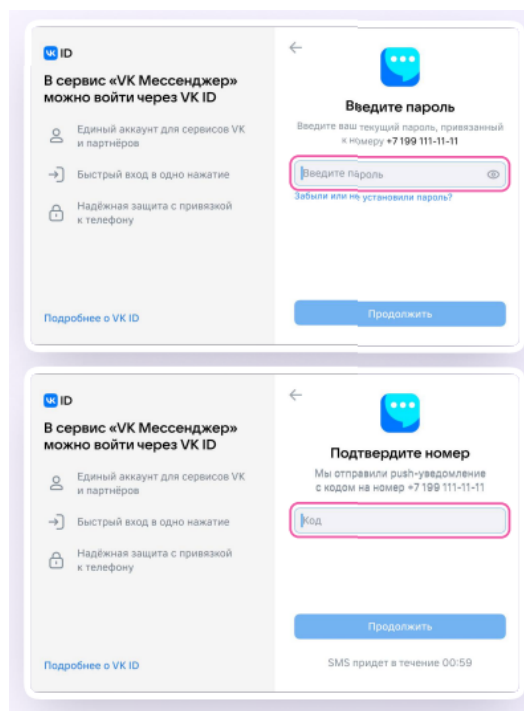 VK ID
В сервис «VK Мессенджер»
можно войти через VK ID
Единый аккаунт для сервисов VK
и партнёров
Быстрый вход в одно нажатие
Надёжная защита с привязкой
к телефону
Подробнее о VK ID
Введите пароль
Введите ваш текущий пароль, привязанный
к номеру +7 199 111-11-11
Введите пароль
Забыли или не установили пароль?
Продолжить
VK ID
В сервис «VK Мессенджер»
можно войти через VK ID
Единый аккаунт для сервисов VK
и партнёров
Быстрый вход в одно нажатие
Надёжная защита с привязкой
к телефону
Подробнее о VK ID
Подтвердите номер
Мы отправили push-уведомление
с кодом на номер +7 199 111-11-11
Код
Продолжить
SMS придет в течение 00:59